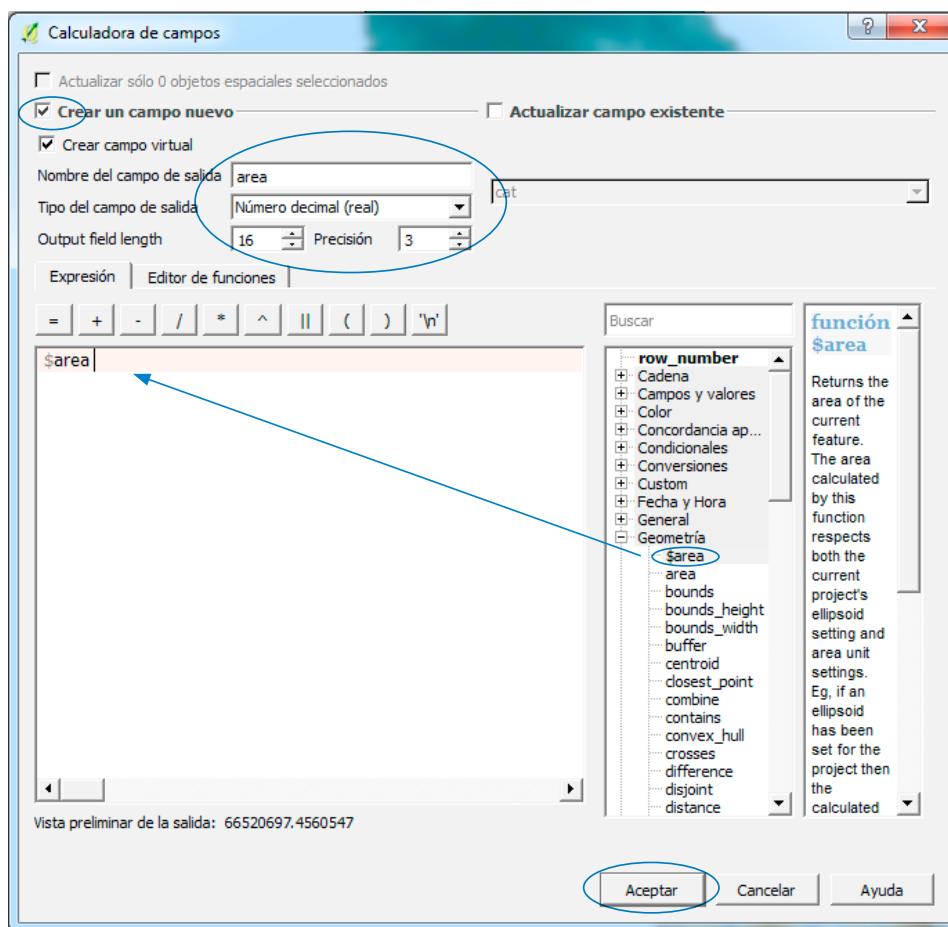 Calculadora de campos
Actualizar sólo 0 objetos espaciales seleccionados
Crear un campo nuevo
Actualizar campo existente
Crear campo virtual
Nombre del campo de salida area
cat
Tipo del campo de salida Número decimal (real)
Output field length 16 Precisión 3
Expresión Editor de funciones
= + - / * ^ || ( ) '\n'
$area
Buscar
row_number
Cadena
Campos y valores
Color
Concordancia ap...
Condicionales
Conversiones
Custom
Fecha y Hora
General
Geometría
$area
area
bounds
bounds_height
bounds_width
buffer
centroid
closest_point
combine
contains
convex_hull
crosses
difference
disjoint
distance
función
$area
Returns the
area of the
current
feature.
The area
calculated
by this
function
respects
both the
current
project's
ellipsoid
setting and
area unit
settings.
Eg, if an
ellipsoid
has been
set for the
project then
the
calculated
Vista preliminar de la salida: 66520697.4560547
Aceptar Cancelar Ayuda